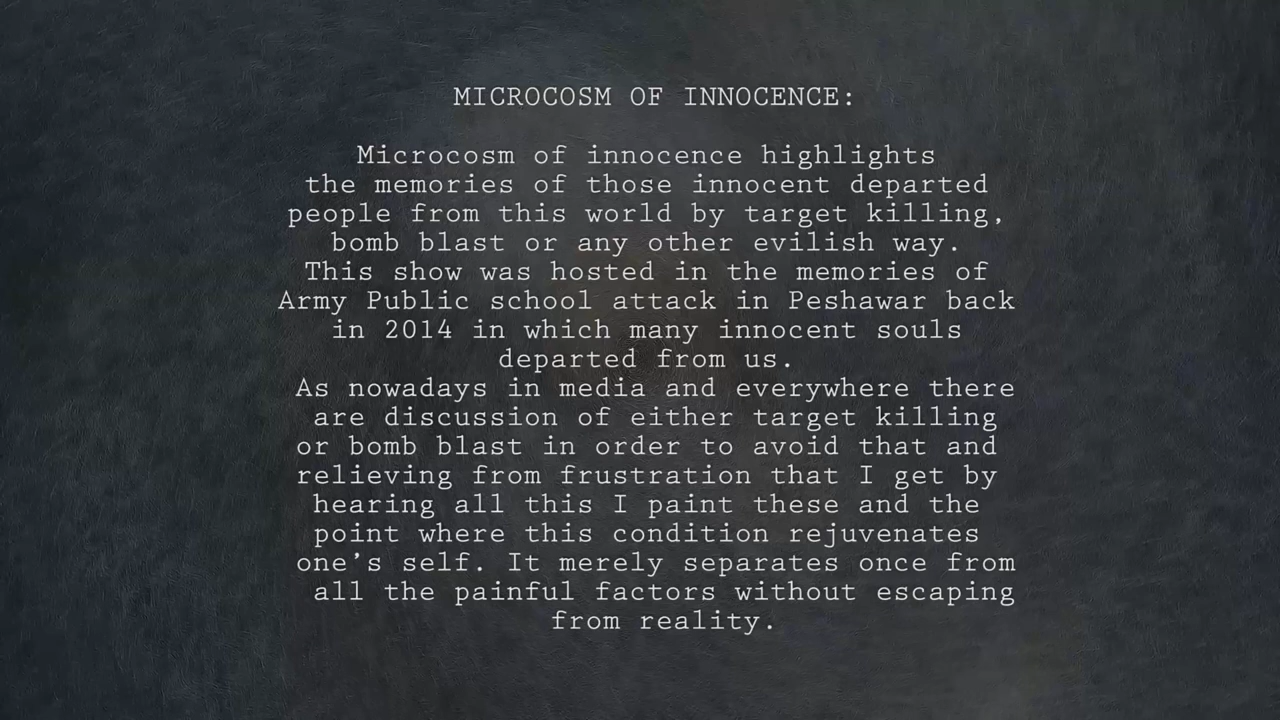 MICROCOSM OF INNOCENCE:
Microcosm of innocence highlights
the memories of those innocent departed
people from this world by target killing,
bomb blast or any other evilish way.
This show was hosted in the memories of
Army Public school attack in Peshawar back
in 2014 in which many innocent souls
departed from us.
As nowadays in media and everywhere there
are discussion of either target killing
or bomb blast in order to avoid that and
relieving from frustration that I get by
hearing all this I paint these and the
point where this condition rejuvenates
one’s self. It merely separates once from
all the painful factors without escaping
from reality.